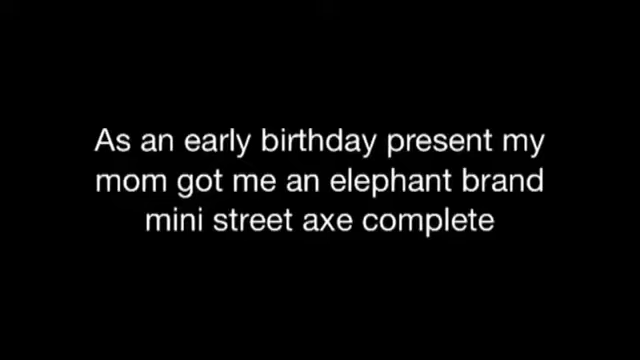 As an early birthday present my
mom got me an elephant brand
mini street axe complete